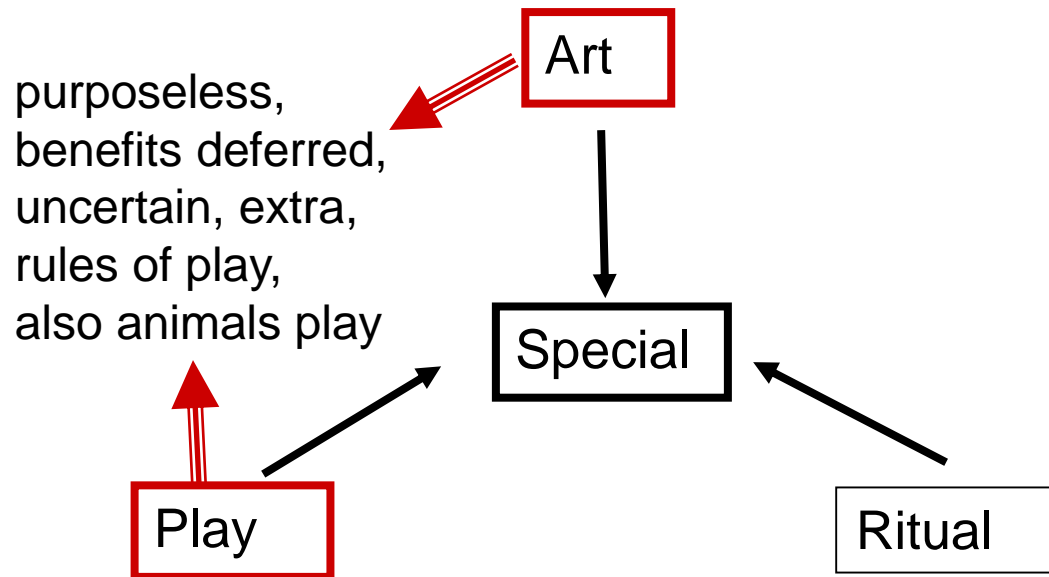 Art
purposeless,
benefits deferred,
uncertain, extra,
rules of play,
also animals play
Special
Play
Ritual